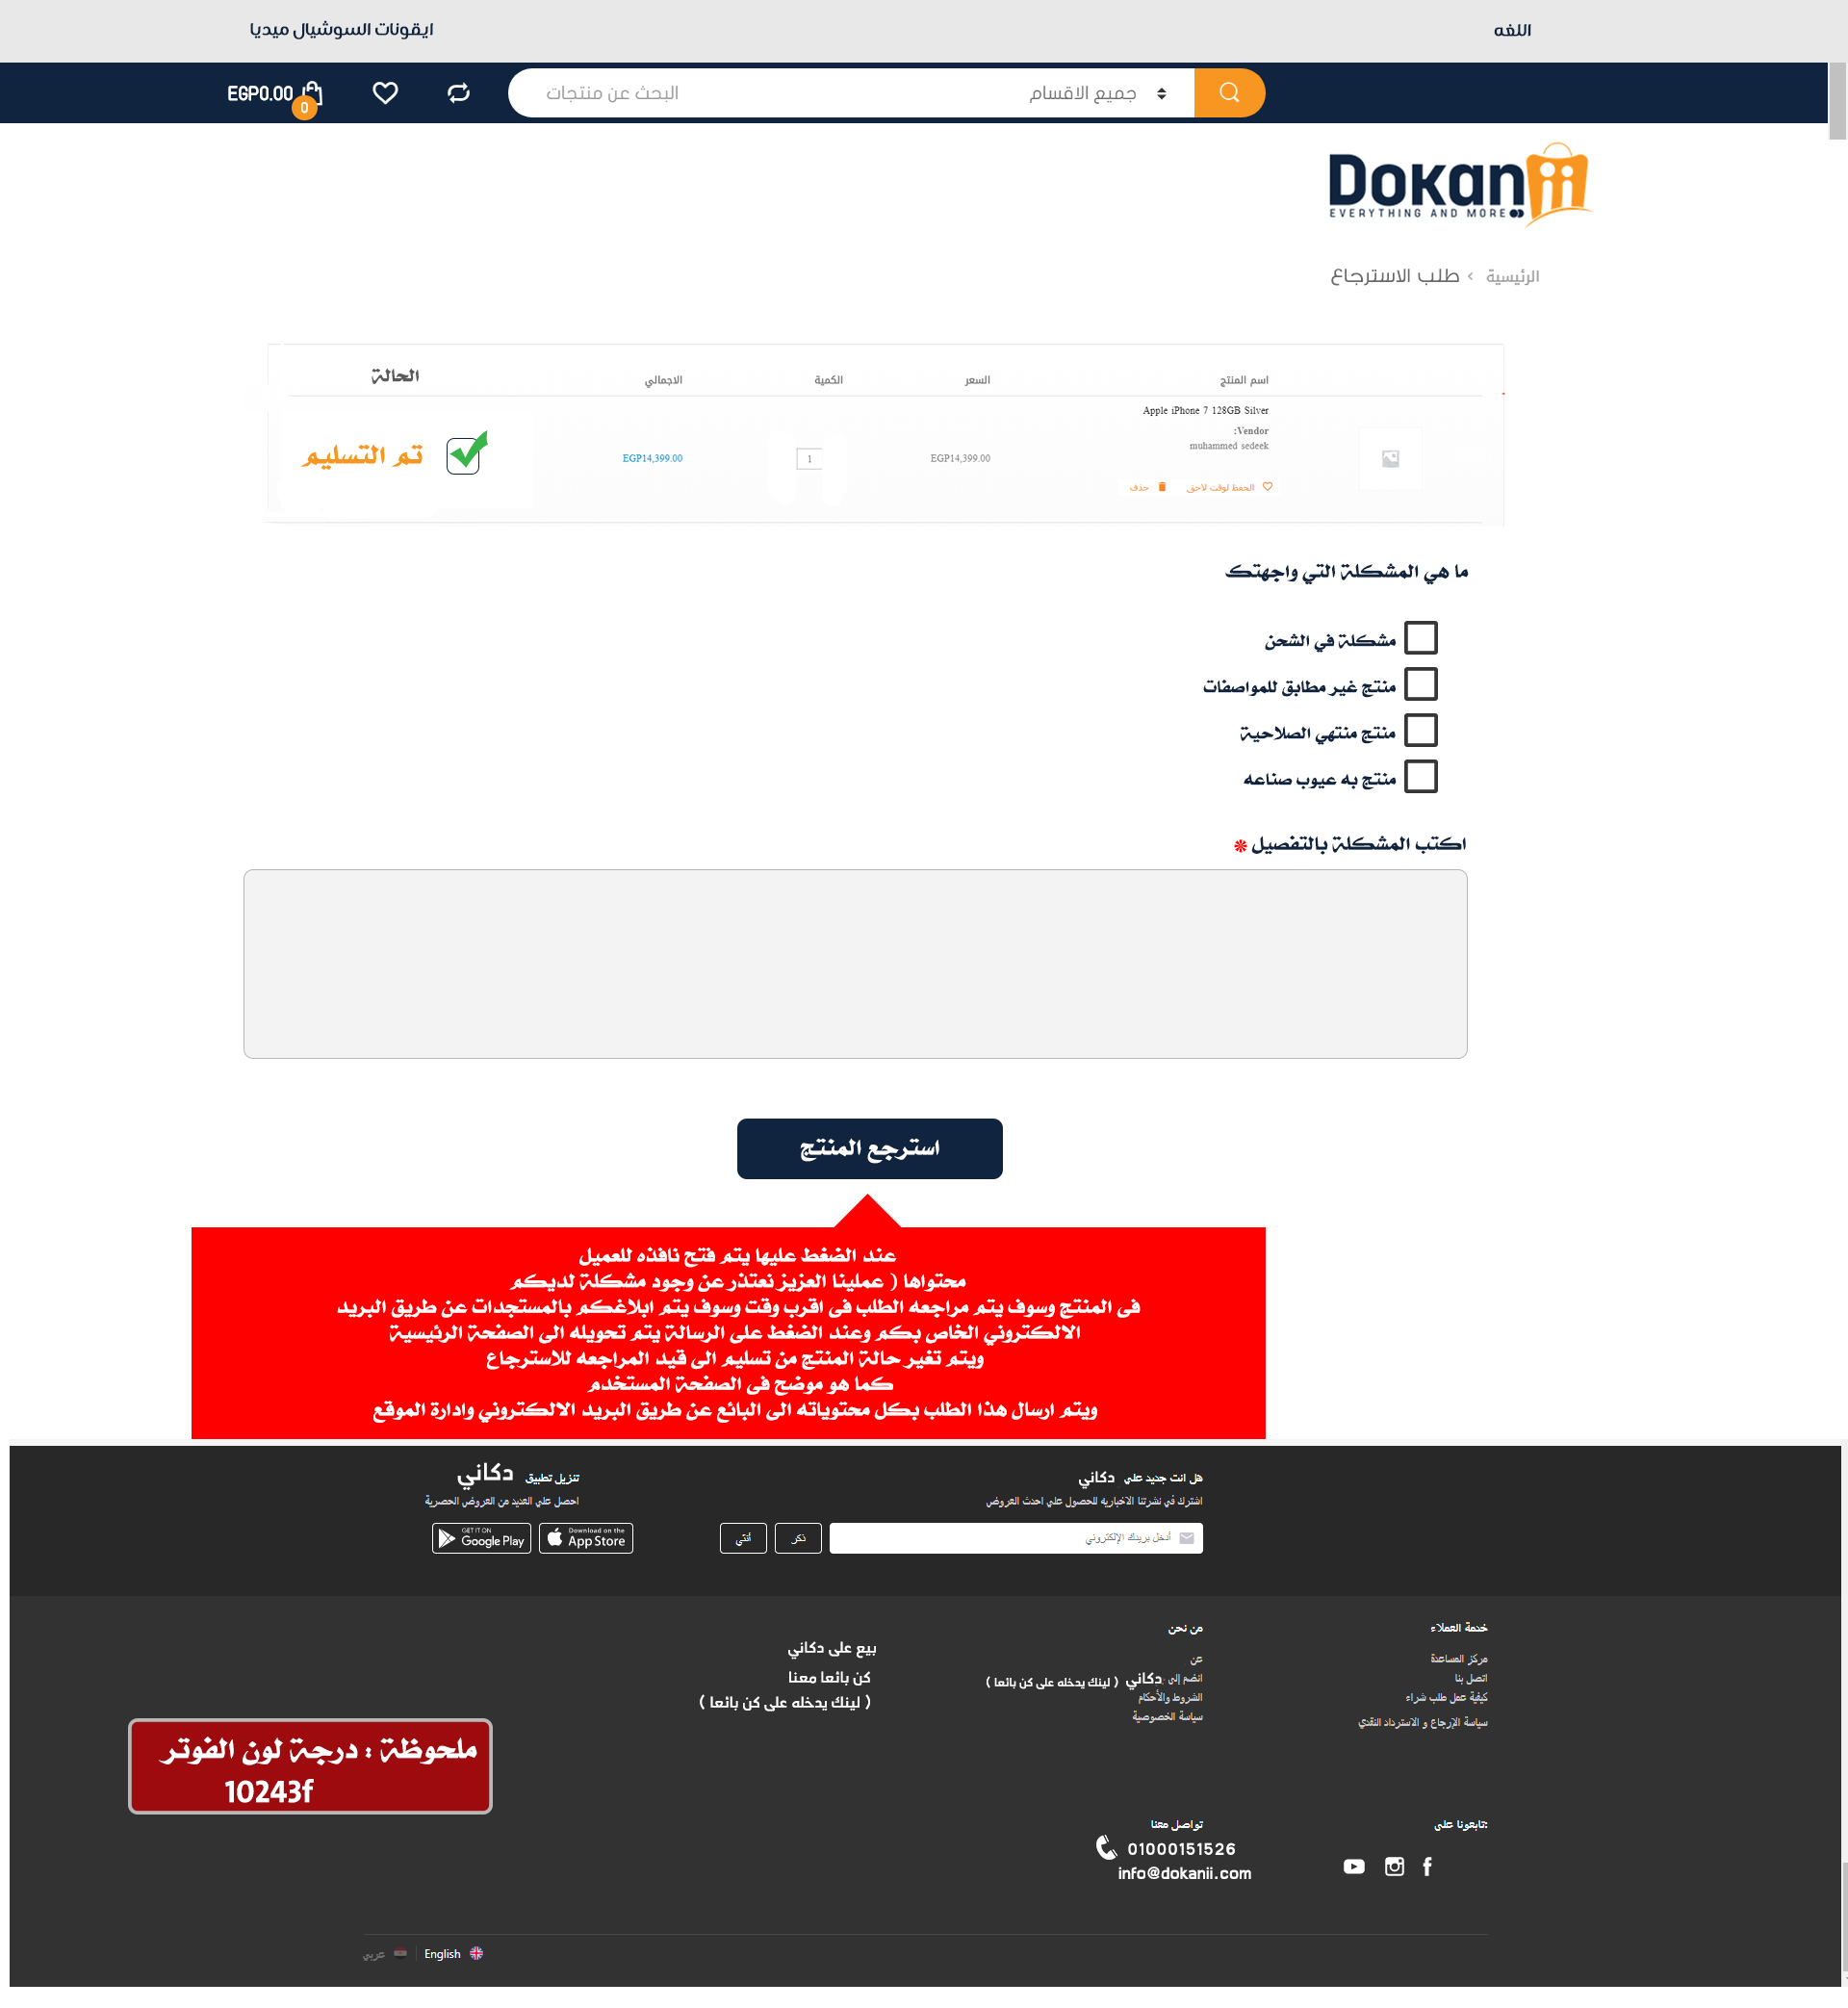 اللغه
ايقونات السوشيال ميديا
جميع الاقسام
البحث عن منتجات
EGP0.00
0
Dokanii
EVERYTHING AND MORE
الرئيسية › طلب الاسترجاع
اسم المنتج
السعر
الكمية
الاجمالي
الحالة
Apple iPhone 7 128GB Silver
Vendor:
muhammed sedeek
EGP14,399.00
1
EGP14,399.00
تم التسليم
الحفظ لوقت لاحق
حذف
ما هي المشكلة التي واجهتك
مشكلة في الشحن
منتج غير مطابق للمواصفات
منتج منتهي الصلاحية
منتج به عيوب صناعه
اكتب المشكلة بالتفصيل *
استرجع المنتج
عند الضغط عليها يتم فتح نافذه للعميل
محتواها ( عملينا العزيز نعتذر عن وجود مشكلة لديكم
فى المنتج وسوف يتم مراجعه الطلب فى اقرب وقت وسوف يتم ابلاغكم بالمستجدات عن طريق البريد
الالكتروني الخاص بكم وعند الضغط على الرسالة يتم تحويله الى الصفحة الرئيسية
ويتم تغير حالة المنتج من تسليم الى قيد المراجعه للاسترجاع
كما هو موضح فى الصفحة المستخدم
ويتم ارسال هذا الطلب بكل محتوياته الى البائع عن طريق البريد الالكتروني وادارة الموقع
هل انت جديد علي دكاني
اشترك في نشرتنا الاخباريه للحصول علي احدث العروض
أدخل بريدك الإلكتروني
ذكر
أنثي
تنزيل تطبيق دكاني
احصل علي العديد من العروض الحصرية
Download on the
App Store
GET IT ON
Google Play
خدمة العملاء
مركز المساعدة
اتصل بنا
كيفية عمل طلب شراء
سياسة الإرجاع و الاسترداد النقدي
من نحن
عن
انضم إلى دكاني ( لينك يدخله على كن بائعا )
الشروط والأحكام
سياسة الخصوصية
بيع على دكاني
كن بائعا معنا
( لينك يدخله على كن بائعا )
ملحوظة : درجة لون الفوتر
10243f
تابعونا على:
تواصل معنا
01000151526
info@dokanii.com
English
عربي